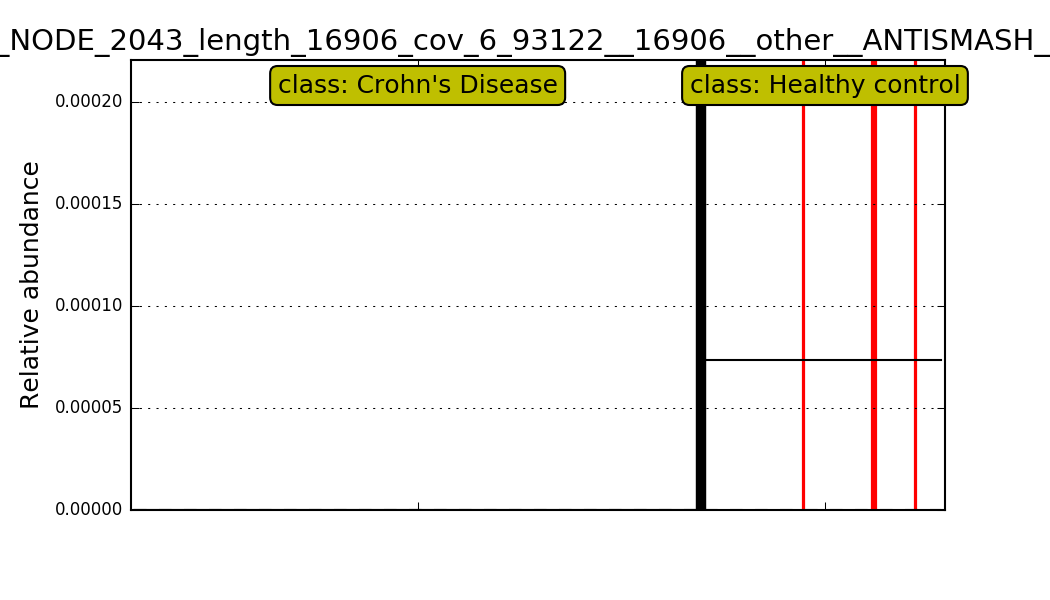 _NODE_2043_length_16906_cov_6_93122__16906__other__ANTISMASH_
class: Crohn's Disease
class: Healthy control
0.00020
0.00015
0.00010
0.00005
0.00000
Relative abundance